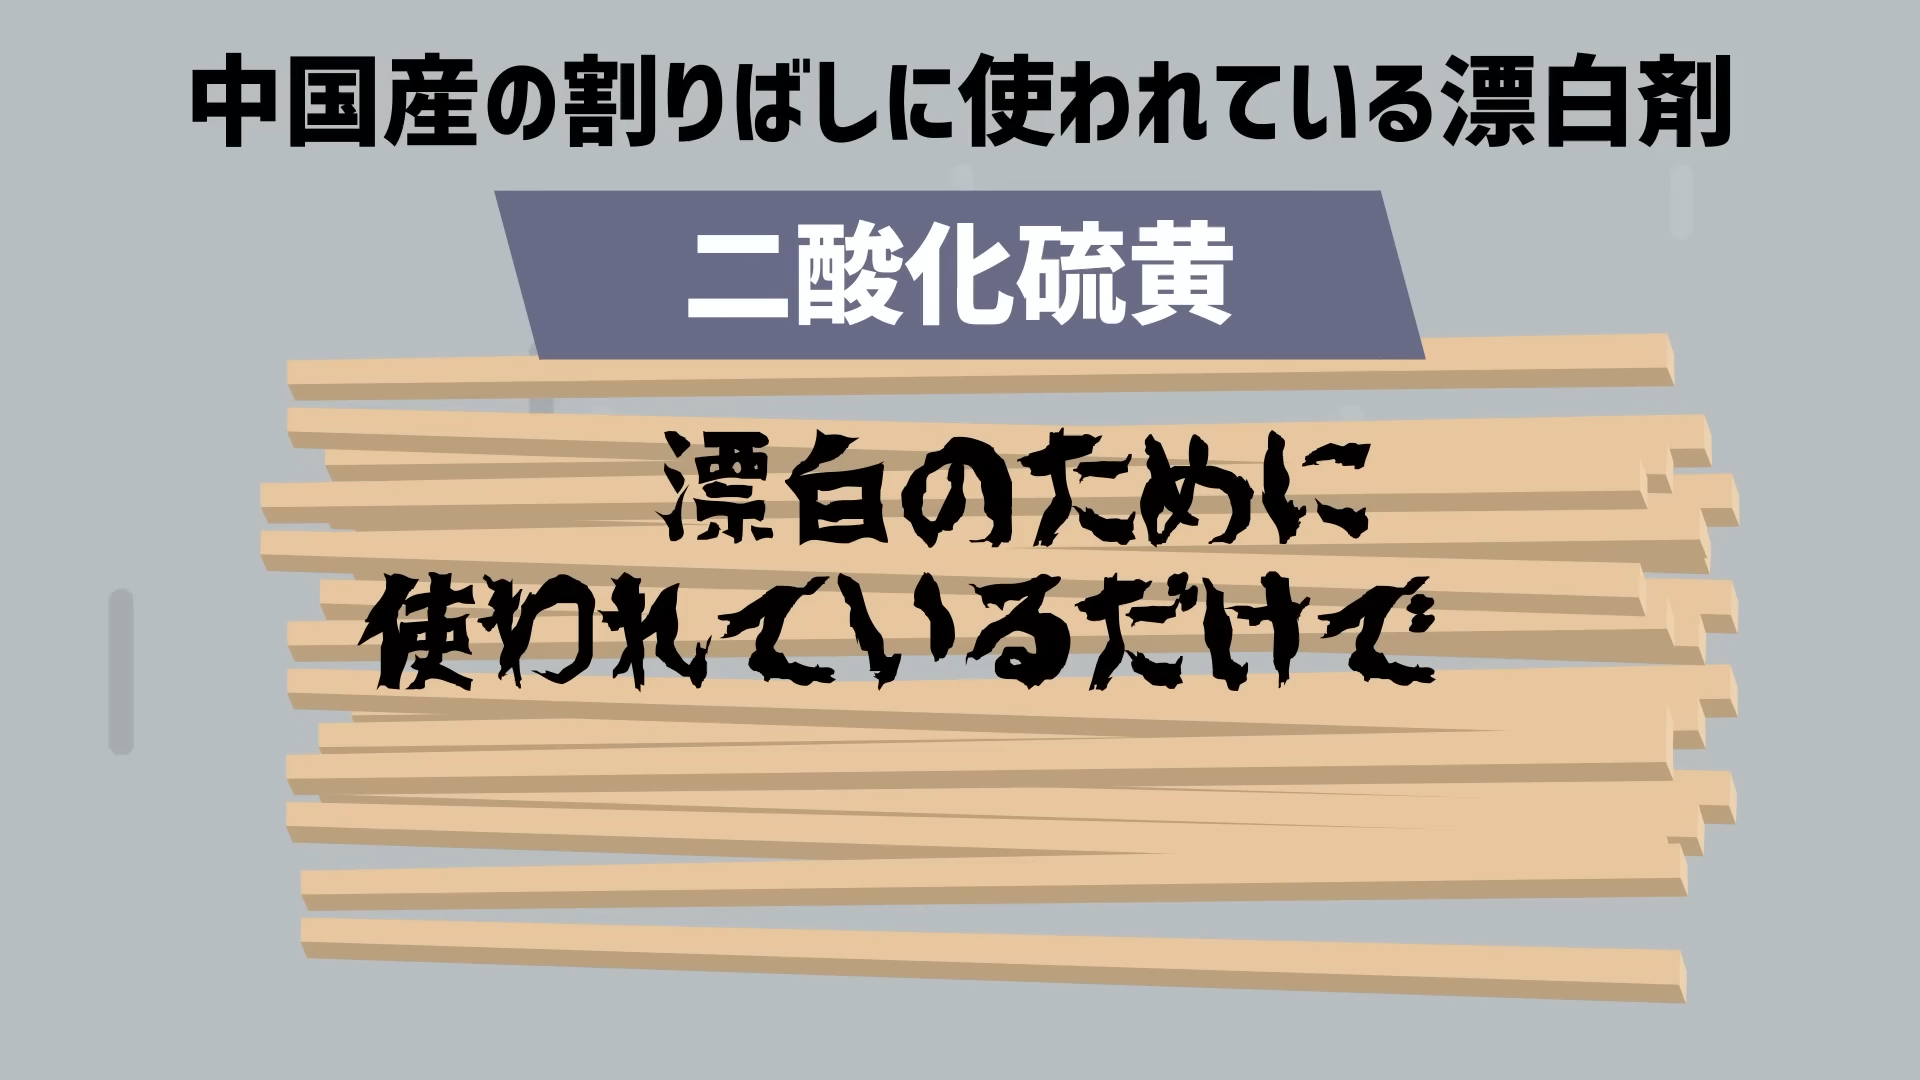 中国産の割りばしに使われている漂白剤
二酸化硫黄
漂白のために
使われているだけで